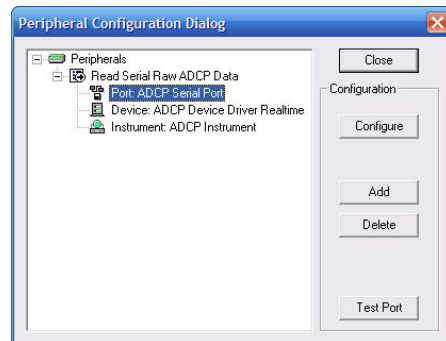 Peripheral Configuration Dialog
Peripherals
Read Serial Raw ADCP Data
Port: ADCP Serial Port
Device: ADCP Device Driver Realtime
Instrument: ADCP Instrument
Close
Configuration
Configure
Add
Delete
Test Port